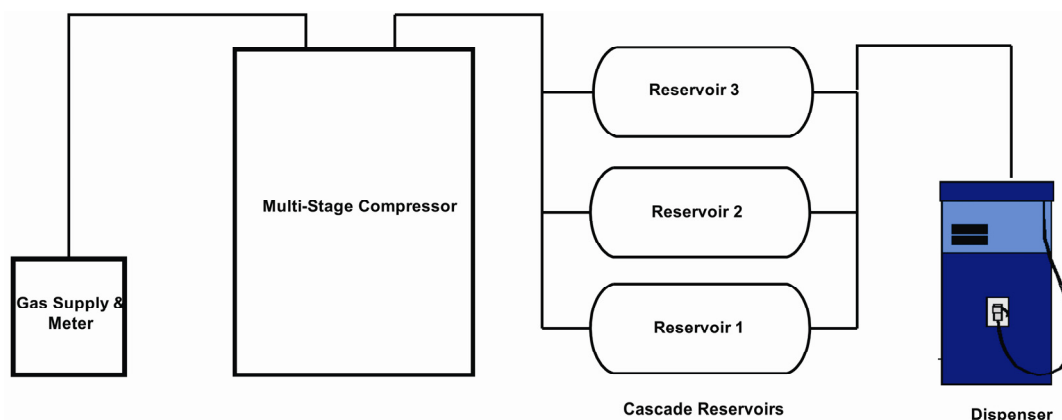 Reservoir 3
Multi-Stage Compressor
Reservoir 2
Gas Supply &
Meter
Reservoir 1
Cascade Reservoirs
Dispenser